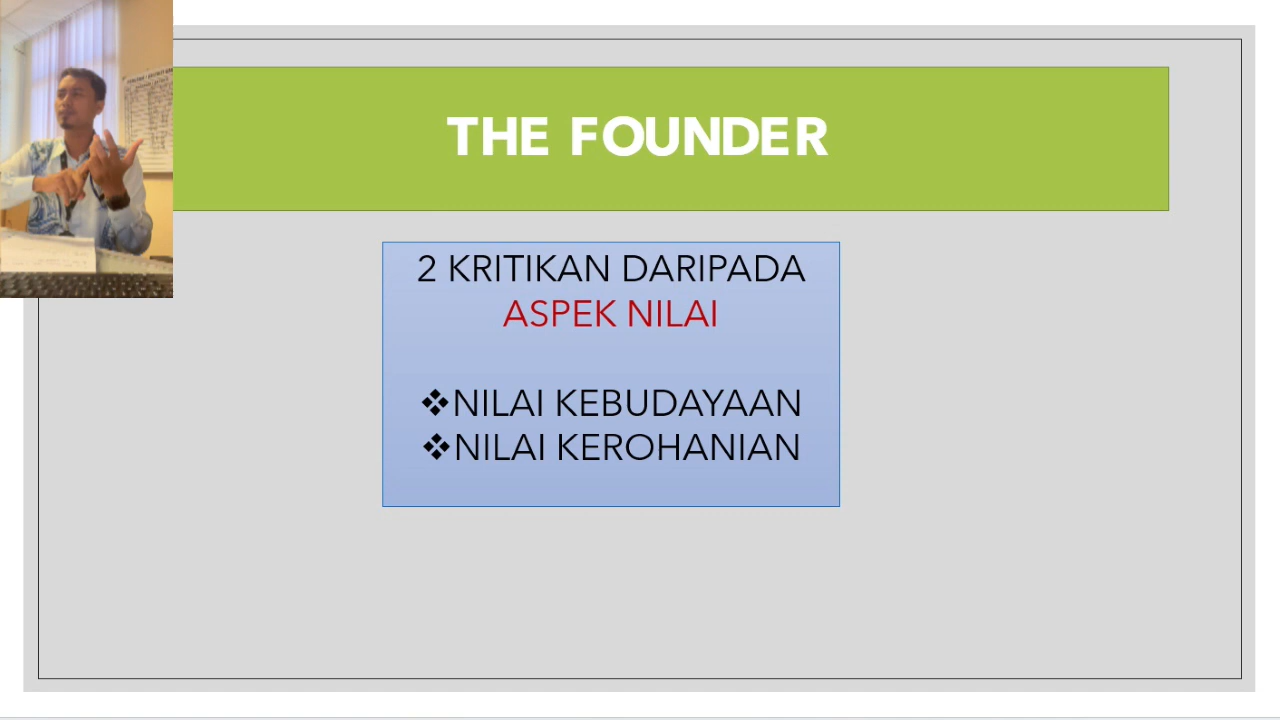 THE FOUNDER
2 KRITIKAN DARIPADA
ASPEK NILAI
❖NILAI KEBUDAYAAN
❖NILAI KEROHANIAN